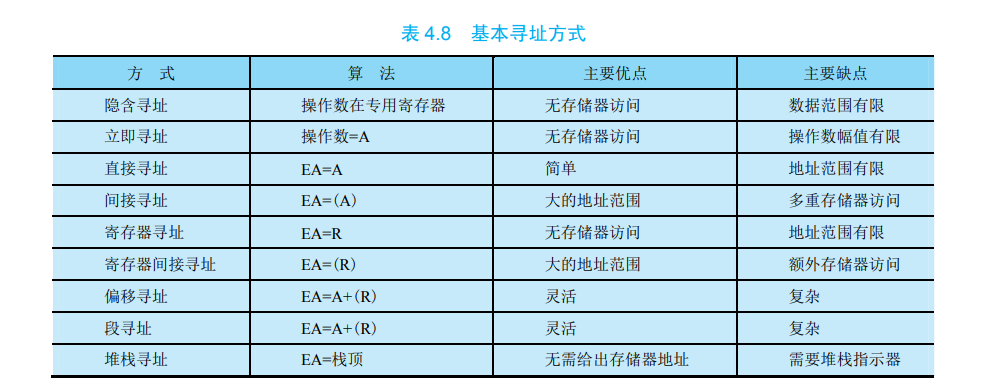 表 4.8 基本寻址方式
方 式 算 法 主要优点 主要缺点
隐含寻址 操作数在专用寄存器 无存储器访问 数据范围有限
立即寻址 操作数=A 无存储器访问 操作数幅值有限
直接寻址 EA=A 简单 地址范围有限
间接寻址 EA=(A) 大的地址范围 多重存储器访问
寄存器寻址 EA=R 无存储器访问 地址范围有限
寄存器间接寻址 EA=(R) 大的地址范围 额外存储器访问
偏移寻址 EA=A+(R) 灵活 复杂
段寻址 EA=A+(R) 灵活 复杂
堆栈寻址 EA=栈顶 无需给出存储器地址 需要堆栈指示器